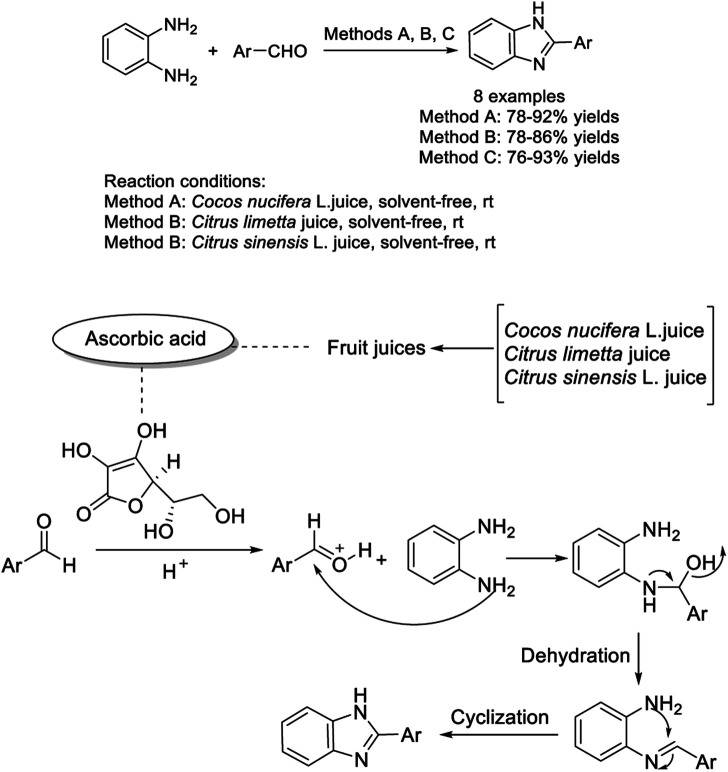 NH2
NH2
+
Ar—CHO
Methods A, B, C
H
N
N
Ar
8 examples
Method A: 78-92% yields
Method B: 78-86% yields
Method C: 76-93% yields
Reaction conditions:
Method A: Cocos nucifera L.juice, solvent-free, rt
Method B: Citrus limetta juice, solvent-free, rt
Method B: Citrus sinensis L. juice, solvent-free, rt
Ascorbic acid
Fruit juices
Cocos nucifera L.juice
Citrus limetta juice
Citrus sinensis L. juice
HO
OH
H
O
O
HO
OH
O
Ar
H
H+
H
Ar
O
+
H
+
NH2
NH2
NH2
N
H
OH
Ar
Dehydration
NH2
N
Ar
Cyclization
H
N
N
Ar